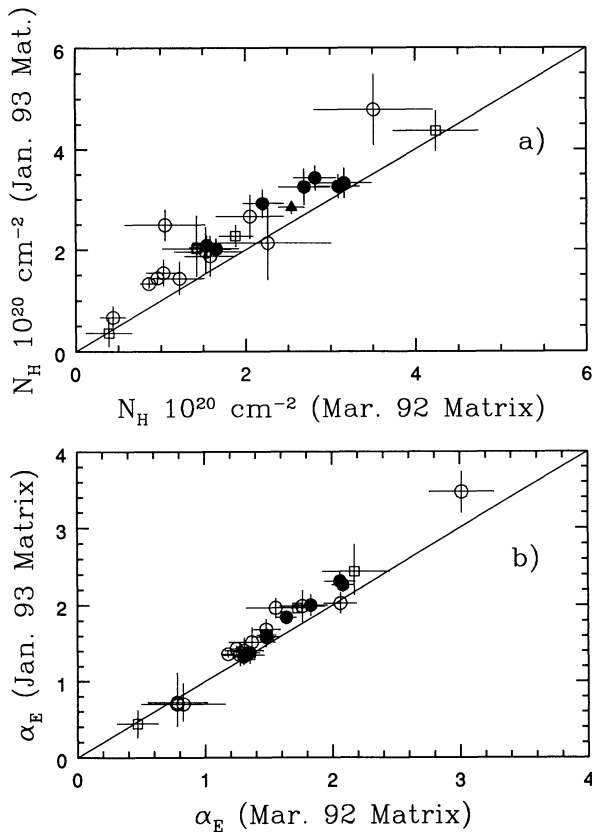 N_H 10^20 cm^-2 (Jan. 93 Mat.)
6
4
2
0
a)
0 2 4 6
N_H 10^20 cm^-2 (Mar. 92 Matrix)
α_E (Jan. 93 Matrix)
4
3
2
1
0
b)
0 1 2 3 4
α_E (Mar. 92 Matrix)